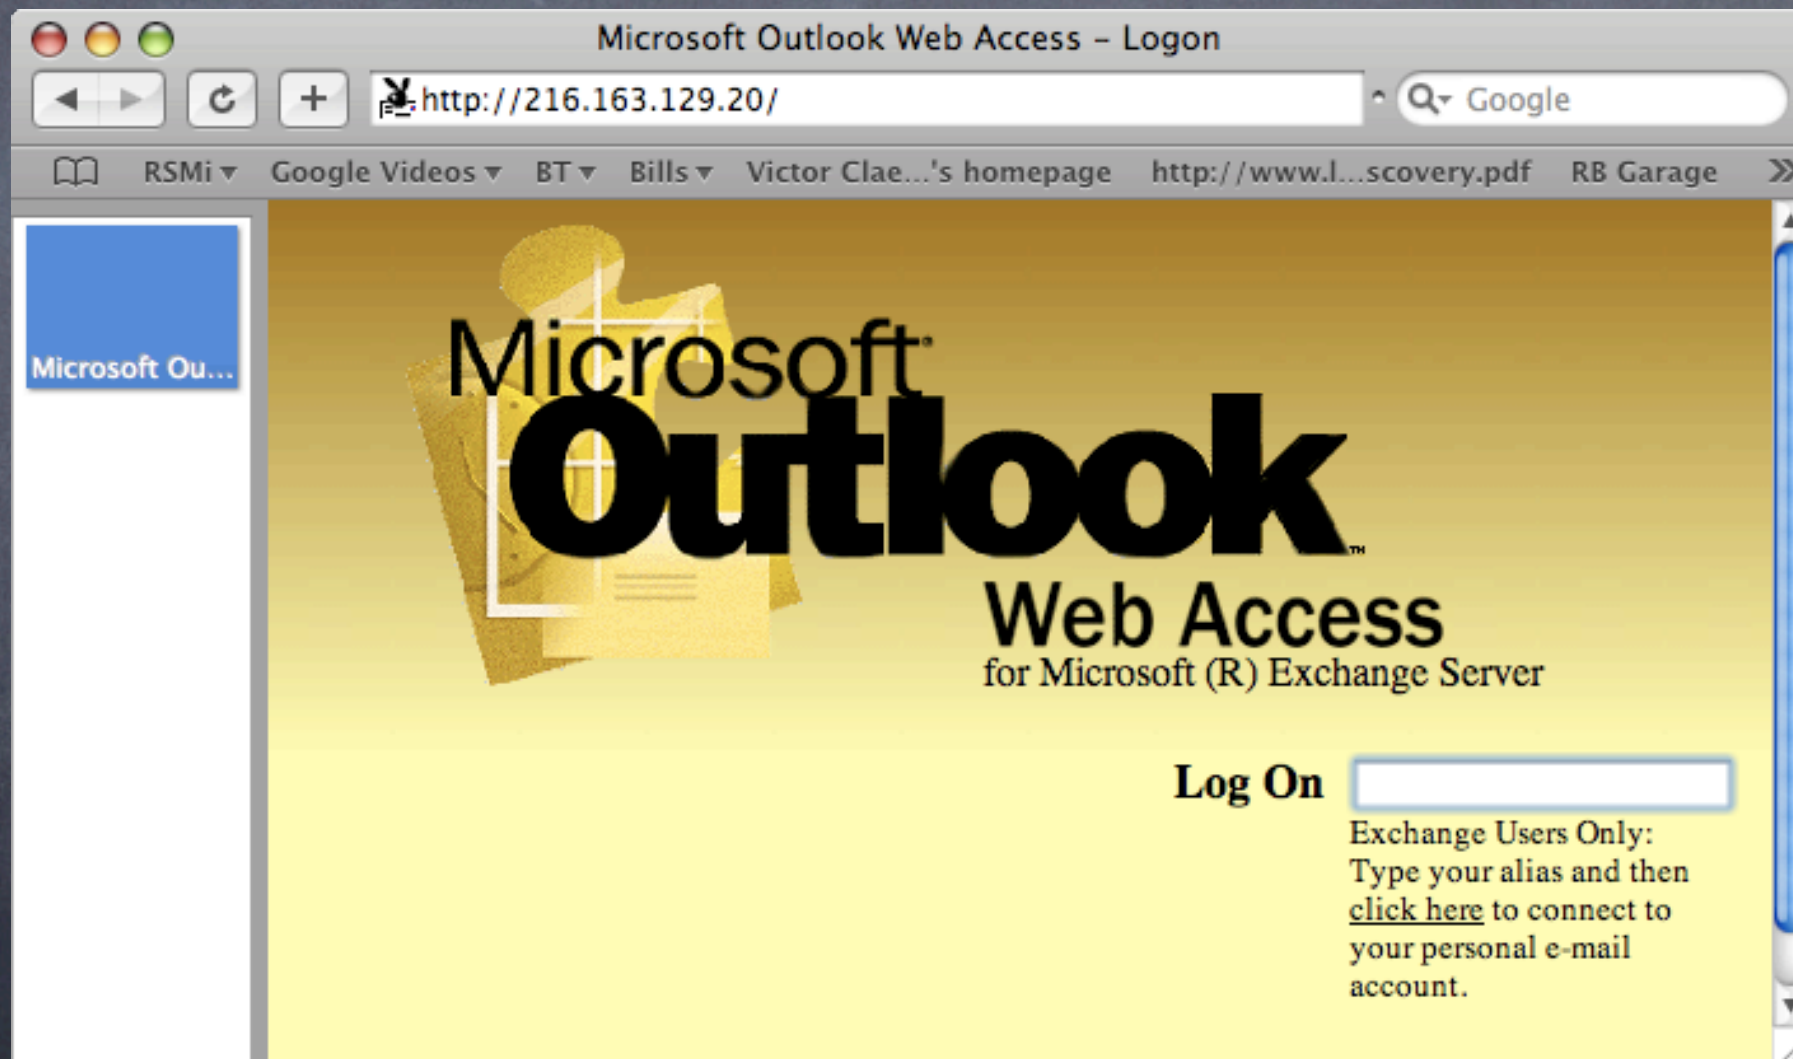 Microsoft Outlook Web Access – Logon
http://216.163.129.20/
Google
RSMi Google Videos BT Bills Victor Clae...'s homepage http://www.l...scovery.pdf RB Garage
Microsoft Ou...
Microsoft®
Outlook™
Web Access
for Microsoft (R) Exchange Server
Log On
Exchange Users Only:
Type your alias and then
click here to connect to
your personal e-mail
account.